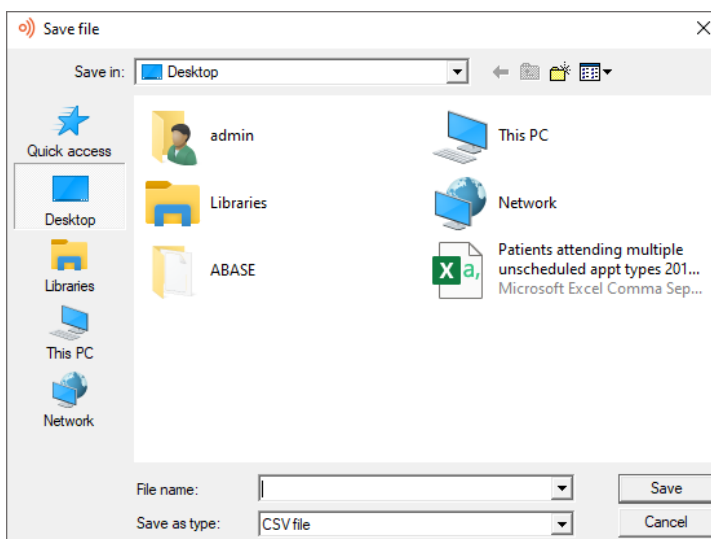 Save file
Save in: Desktop
Quick access
Desktop
Libraries
This PC
Network
admin
This PC
Libraries
Network
ABASE
Patients attending multiple
unscheduled appt types 201...
Microsoft Excel Comma Sep...
File name:
Save
Save as type: CSV file
Cancel